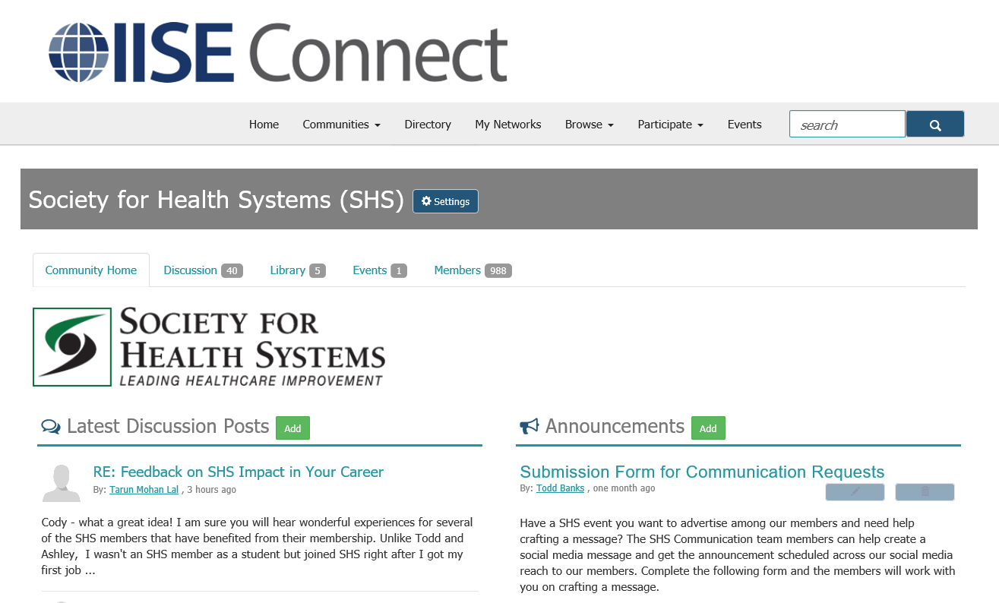 IISE Connect
Home Communities Directory My Networks Browse Participate Events search
Society for Health Systems (SHS) Settings
Community Home Discussion 40 Library 5 Events 1 Members 988
SOCIETY FOR
HEALTH SYSTEMS
LEADING HEALTHCARE IMPROVEMENT
Latest Discussion Posts Add
RE: Feedback on SHS Impact in Your Career
By: Tarun Mohan Lal , 3 hours ago
Cody - what a great idea! I am sure you will hear wonderful experiences for several
of the SHS members that have benefited from their membership. Unlike Todd and
Ashley,  I wasn't an SHS member as a student but joined SHS right after I got my
first job ...
Announcements Add
Submission Form for Communication Requests
By: Todd Banks , one month ago
Have a SHS event you want to advertise among our members and need help
crafting a message? The SHS Communication team members can help create a
social media message and get the announcement scheduled across our social media
reach to our members. Complete the following form and the members will work with
you on crafting a message.